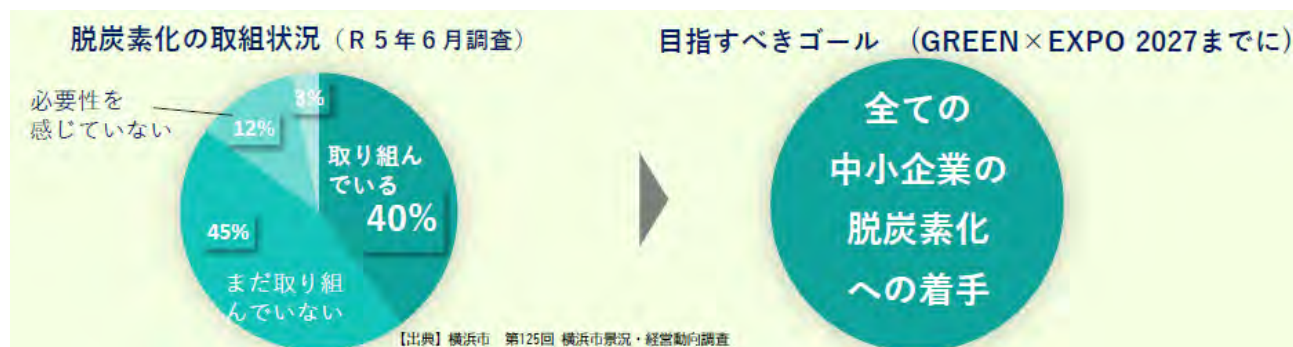 脱炭素化の取組状況（R５年６月調査）
必要性を
感じていない
3%
12%
取り組ん
でいる
40%
45%
まだ取り組
んでいない
【出典】横浜市　第125回 横浜市景況・経営動向調査
目指すべきゴール　（GREEN×EXPO 2027までに）
全ての
中小企業の
脱炭素化
への着手